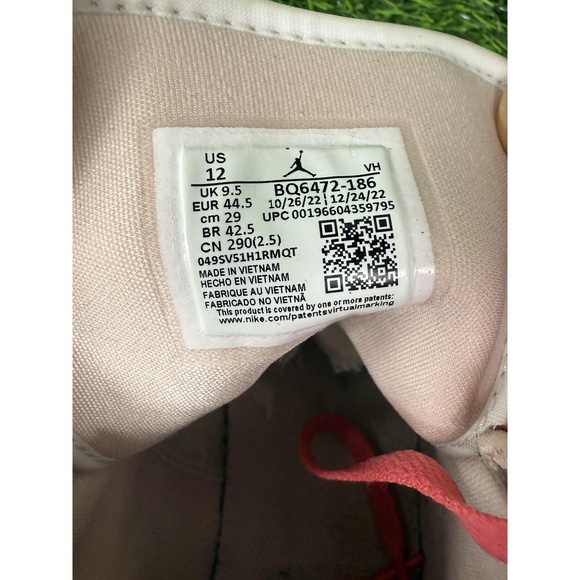 US
12
VH
UK 9.5
BQ6472-186
EUR 44.5
10/26/22 12/24/22
cm 29
UPC 00196604359795
BR 42.5
CN 290(2.5)
049SV51H1RMQT
MADE IN VIETNAM
HECHO EN VIETNAM
FABRIQUE AU VIETNAM
FABRICADO NO VIETNÃ
This product is covered by one or more patents:
www.nike.com/patentsvirtualmarking